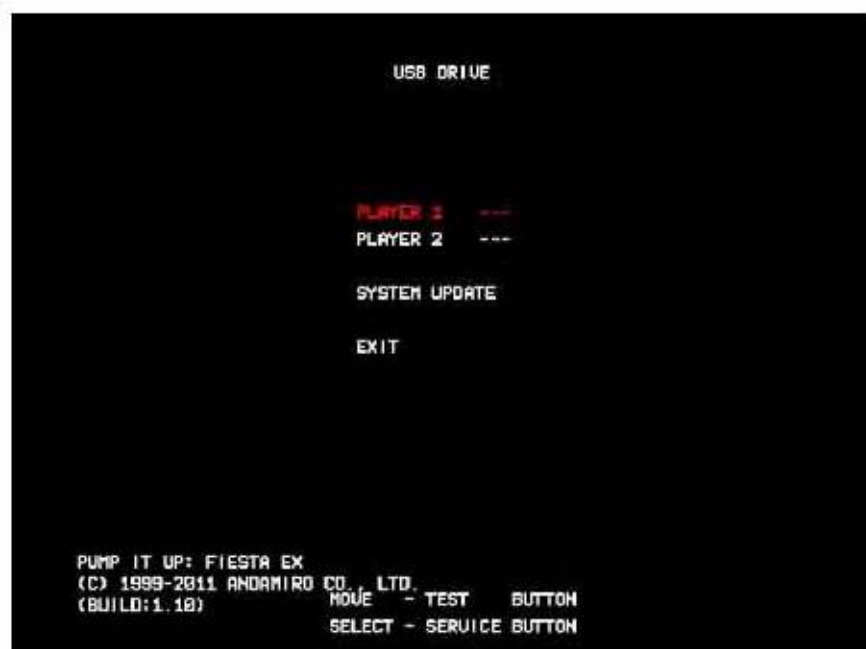 USB DRIVE
PLAYER 1 ---
PLAYER 2 ---
SYSTEM UPDATE
EXIT
PUMP IT UP: FIESTA EX
(C) 1999-2011 ANDAMIRO CO., LTD.
(BUILD:1.10)
MOVE - TEST BUTTON
SELECT - SERVICE BUTTON